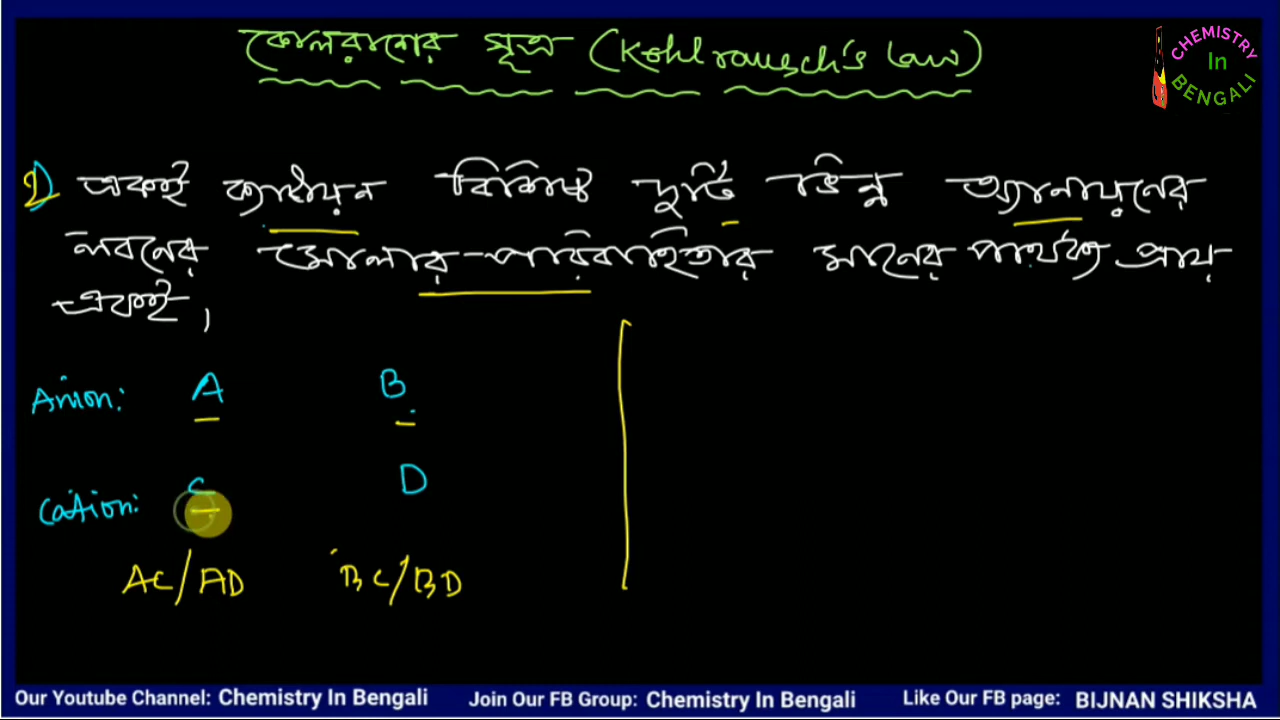 কোলরাশের সূত্র (Kohlrausch's Law)
CHEMISTRY
In
BENGALI
1) একই ক্যাটায়ন বিশিষ্ট দুটি ভিন্ন অ্যানায়নের
লবনের মোলার-পরিবাহিতার মানের পার্থক্য প্রায়
একই।
Anion: A B
Cation: C D
AC/AD BC/BD
Our Youtube Channel: Chemistry In Bengali Join Our FB Group: Chemistry In Bengali Like Our FB page: BIJNAN SHIKSHA